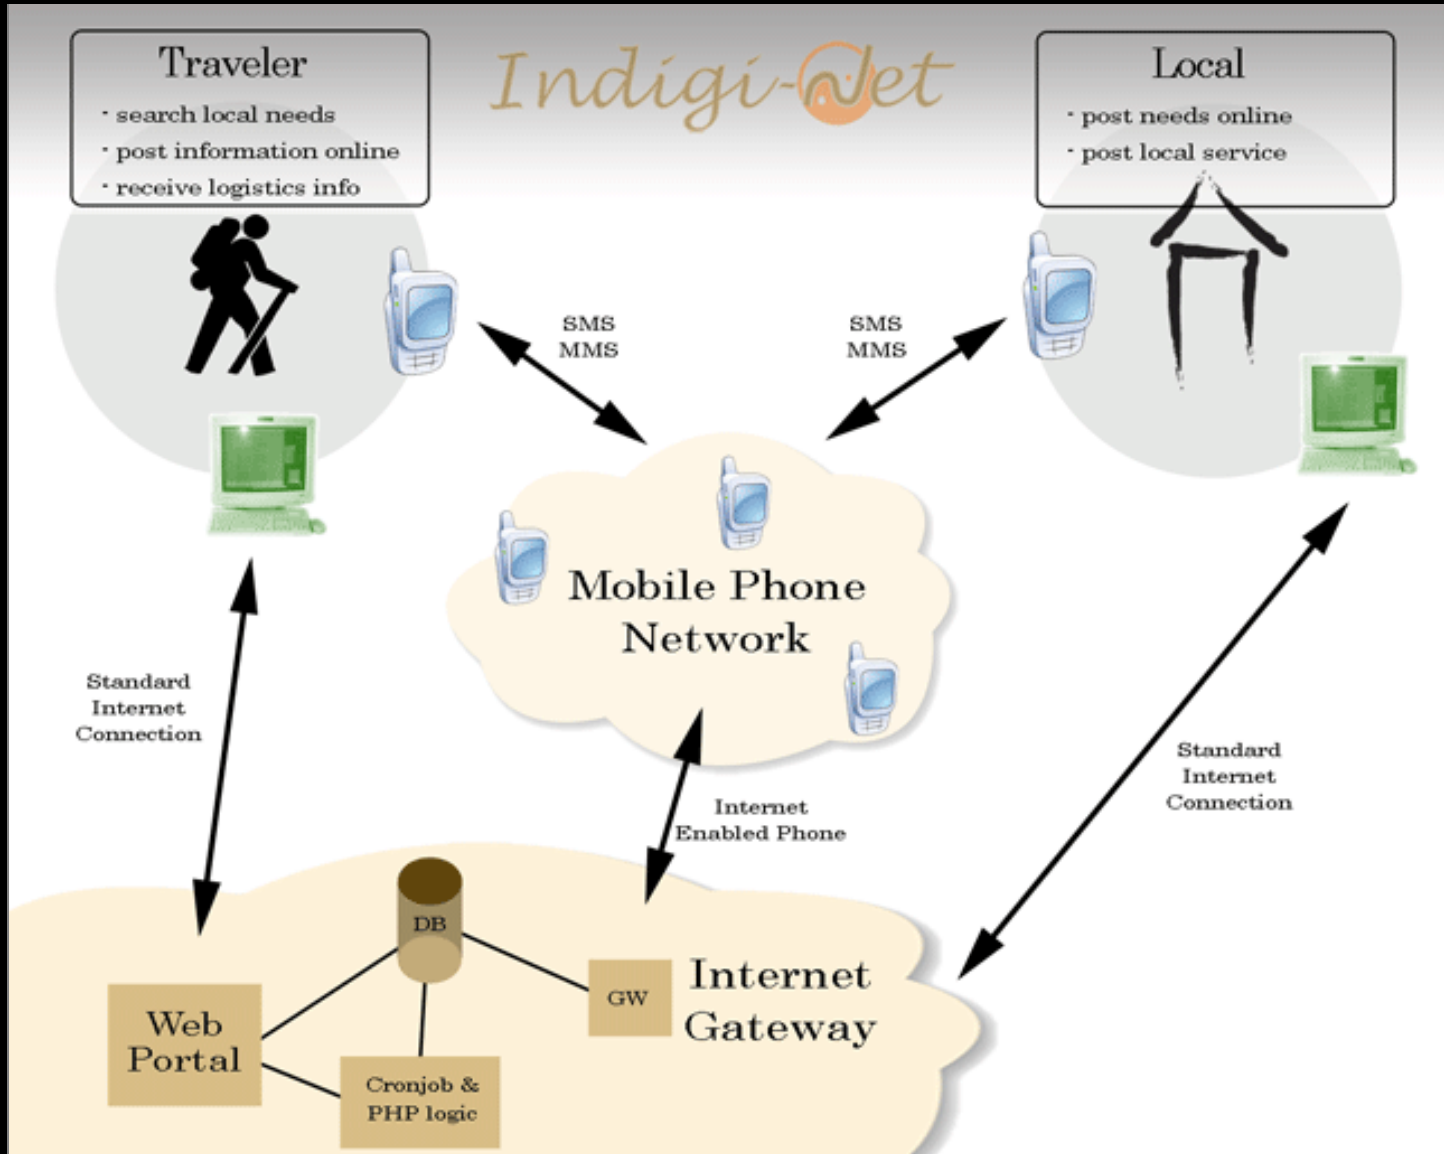 Indigi-Net
Traveler
· search local needs
· post information online
· receive logistics info
Local
· post needs online
· post local service
SMS
MMS
SMS
MMS
Mobile Phone
Network
Standard
Internet
Connection
Internet
Enabled Phone
Standard
Internet
Connection
DB
GW
Internet
Gateway
Web
Portal
Cronjob &
PHP logic